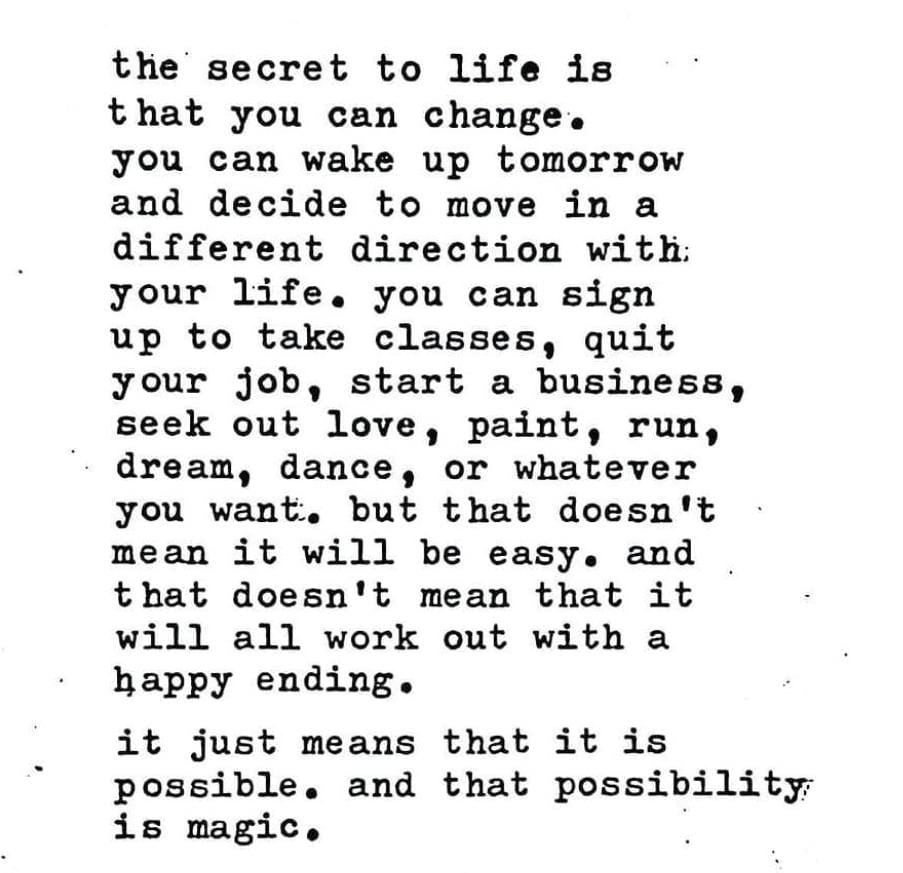 the secret to life is
that you can change.
you can wake up tomorrow
and decide to move in a
different direction with
your life. you can sign
up to take classes, quit
your job, start a business,
seek out love, paint, run,
dream, dance, or whatever
you want. but that doesn't
mean it will be easy. and
that doesn't mean that it
will all work out with a
happy ending.
it just means that it is
possible. and that possibility
is magic.